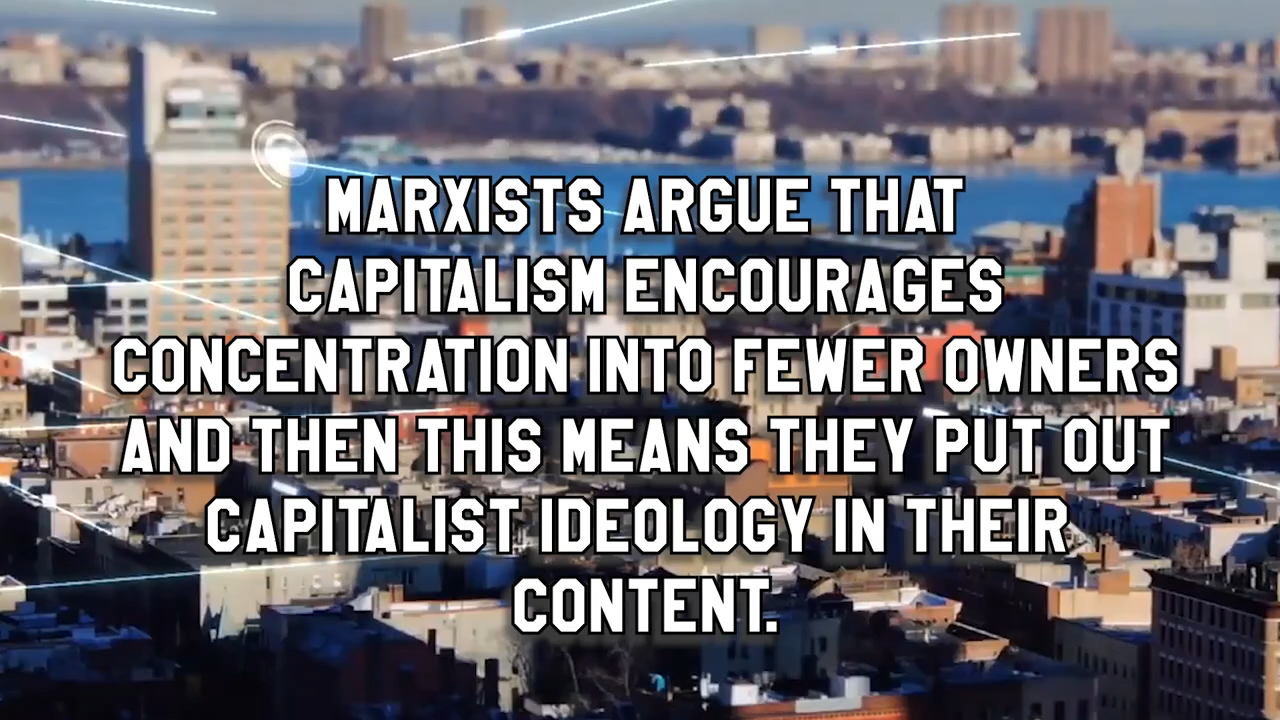 MARXISTS ARGUE THAT
CAPITALISM ENCOURAGES
CONCENTRATION INTO FEWER OWNERS
AND THEN THIS MEANS THEY PUT OUT
CAPITALIST IDEOLOGY IN THEIR
CONTENT.